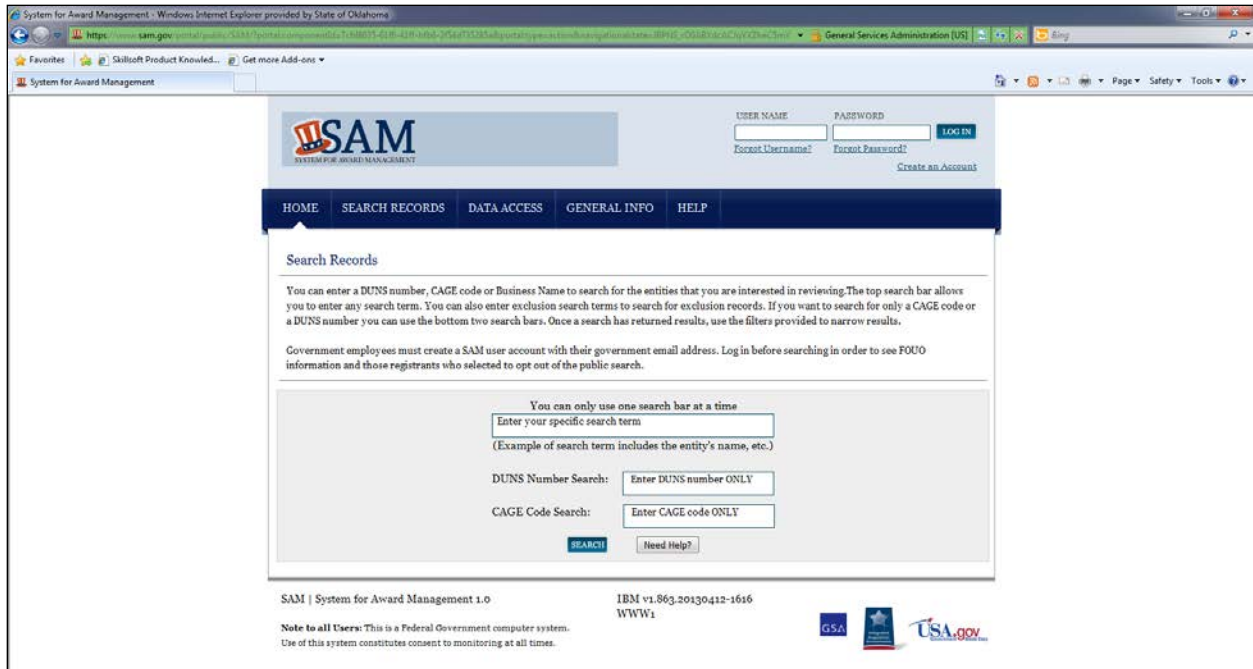 System for Award Management - Windows Internet Explorer provided by State of Oklahoma
https://www.sam.gov/portal/public/SAM/
General Services Administration [US]
Bing
Favorites
Skillsoft Product Knowled...
Get more Add-ons
System for Award Management
Page Safety Tools
SAM
SYSTEM FOR AWARD MANAGEMENT
USER NAME PASSWORD
LOG IN
Forgot Username? Forgot Password?
Create an Account
HOME SEARCH RECORDS DATA ACCESS GENERAL INFO HELP
Search Records
You can enter a DUNS number, CAGE code or Business Name to search for the entities that you are interested in reviewing.The top search bar allows
you to enter any search term. You can also enter exclusion search terms to search for exclusion records. If you want to search for only a CAGE code or
a DUNS number you can use the bottom two search bars. Once a search has returned results, use the filters provided to narrow results.
Government employees must create a SAM user account with their government email address. Log in before searching in order to see FOUO
information and those registrants who selected to opt out of the public search.
You can only use one search bar at a time
Enter your specific search term
(Example of search term includes the entity's name, etc.)
DUNS Number Search: Enter DUNS number ONLY
CAGE Code Search: Enter CAGE code ONLY
SEARCH Need Help?
SAM | System for Award Management 1.0
IBM v1.863.20130412-1616
WWW1
Note to all Users: This is a Federal Government computer system.
Use of this system constitutes consent to monitoring at all times.
GSA
USA.gov